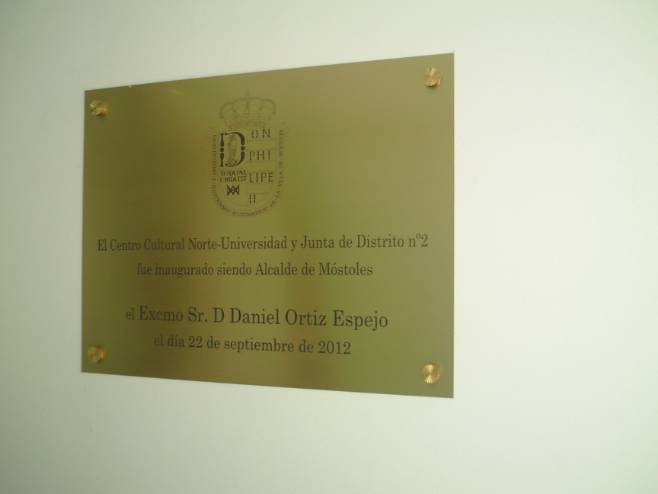 D ON
PHI
LIPE
II
El Centro Cultural Norte-Universidad y Junta de Distrito nº2
fue inaugurado siendo Alcalde de Móstoles
el Excmo Sr. D Daniel Ortiz Espejo
el día 22 de septiembre de 2012